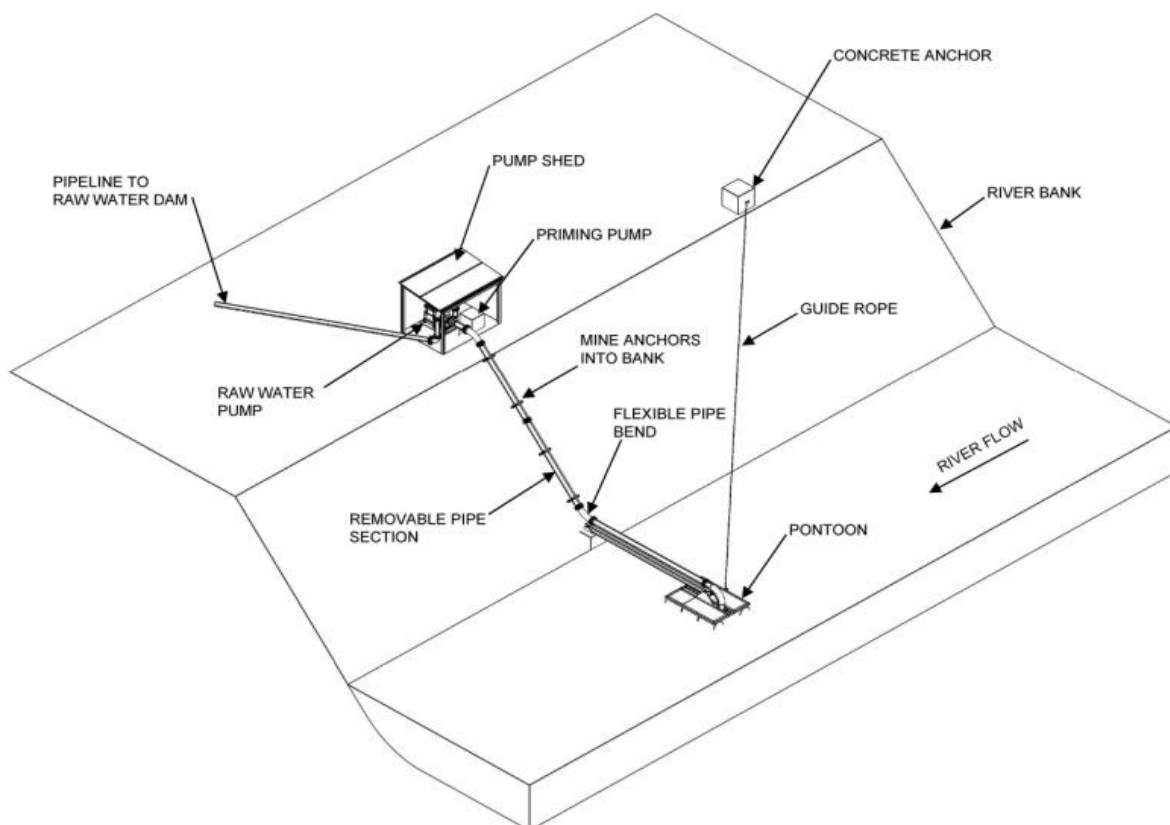 CONCRETE ANCHOR
PUMP SHED
PIPELINE TO
RAW WATER DAM
RIVER BANK
PRIMING PUMP
GUIDE ROPE
MINE ANCHORS
INTO BANK
RAW WATER
PUMP
FLEXIBLE PIPE
BEND
RIVER FLOW
REMOVABLE PIPE
SECTION
PONTOON